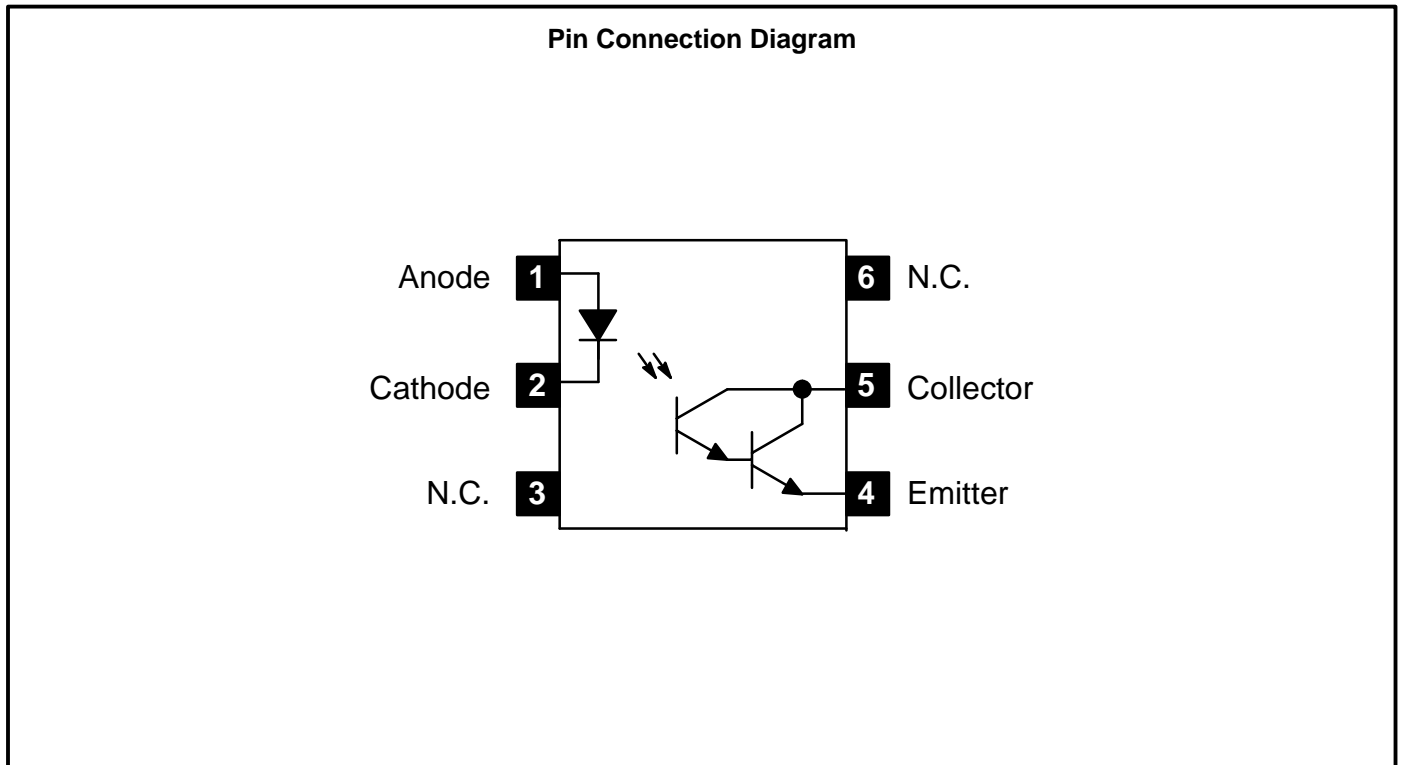 Pin Connection Diagram
Anode 1
6 N.C.
Cathode 2
5 Collector
N.C. 3
4 Emitter